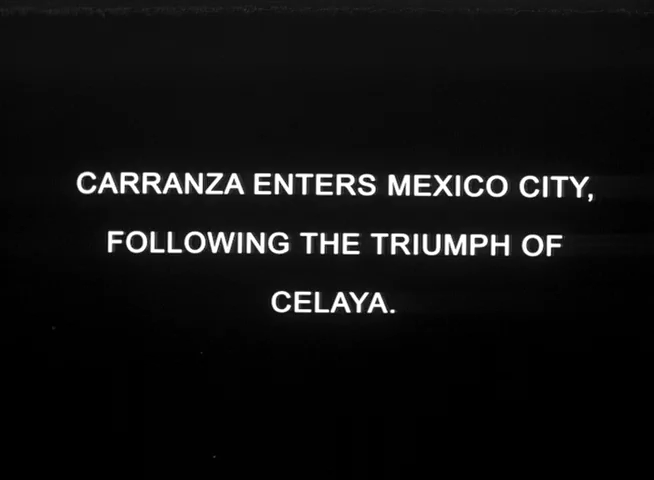 CARRANZA ENTERS MEXICO CITY,
FOLLOWING THE TRIUMPH OF
CELAYA.